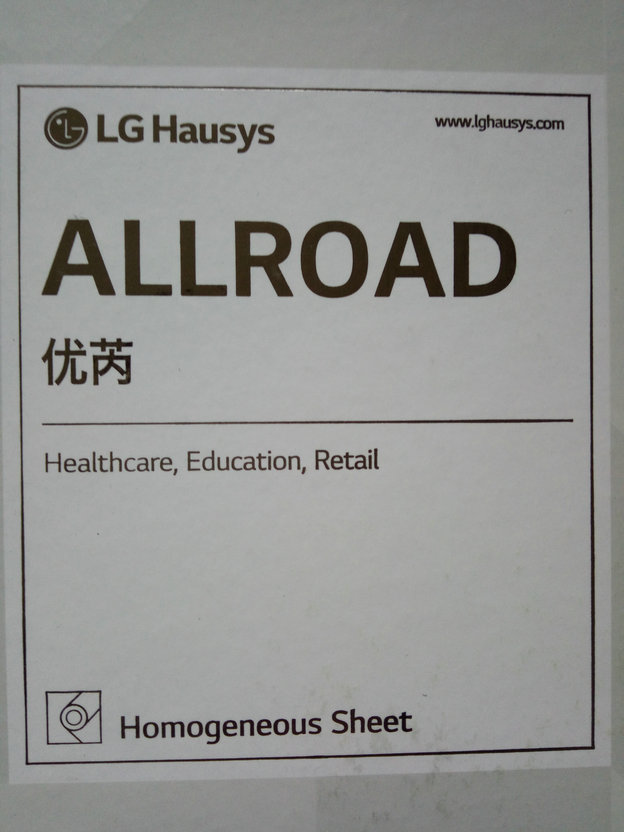 LG Hausys
www.lghausys.com
ALLROAD
优芮
Healthcare, Education, Retail
Homogeneous Sheet